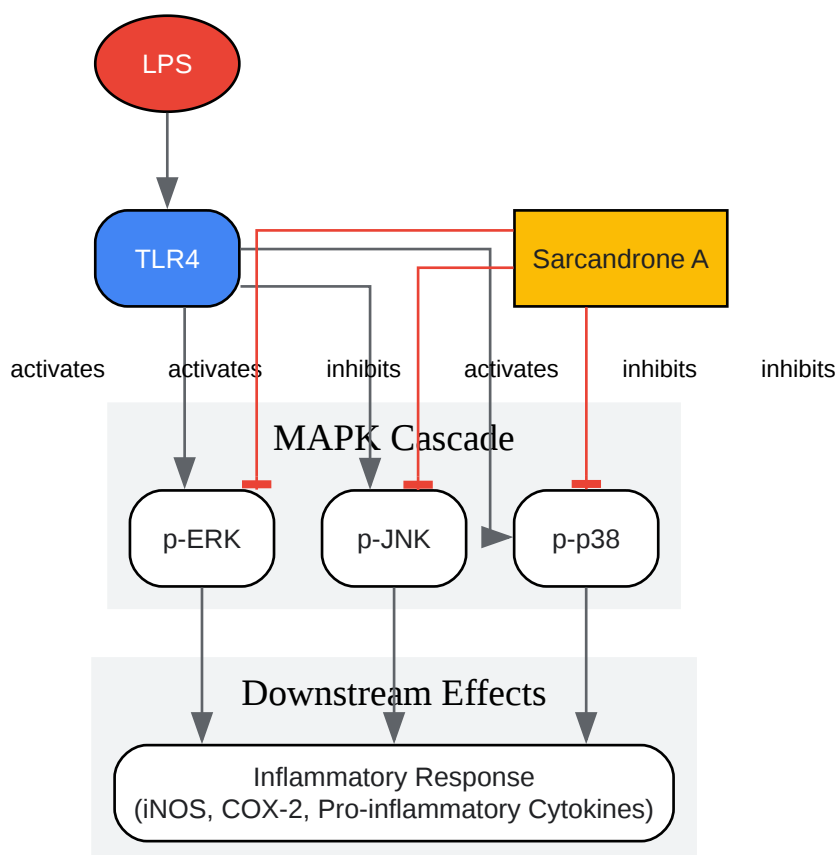 LPS
TLR4
Sarcandrone A
activates
activates
inhibits
activates
inhibits
inhibits
MAPK Cascade
p-ERK
p-JNK
p-p38
Downstream Effects
Inflammatory Response
(iNOS, COX-2, Pro-inflammatory Cytokines)